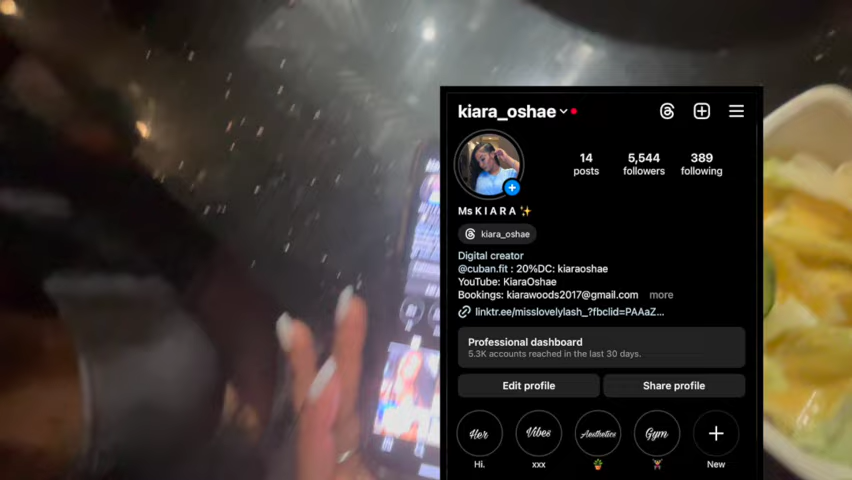 kiara_oshae
14 5,544 389
posts followers following
Ms K I A R A ✨
kiara_oshae
Digital creator
@cuban.fit : 20%DC: kiaraoshae
YouTube: KiaraOshae
Bookings: kiarawoods2017@gmail.com more
linktr.ee/misslovelylash_?fbclid=PAAaZ...
Professional dashboard
5.3K accounts reached in the last 30 days.
Edit profile Share profile
Her Vibes Aesthetics Gym
Hi. xxx 🪴 🏋️‍♀️ New